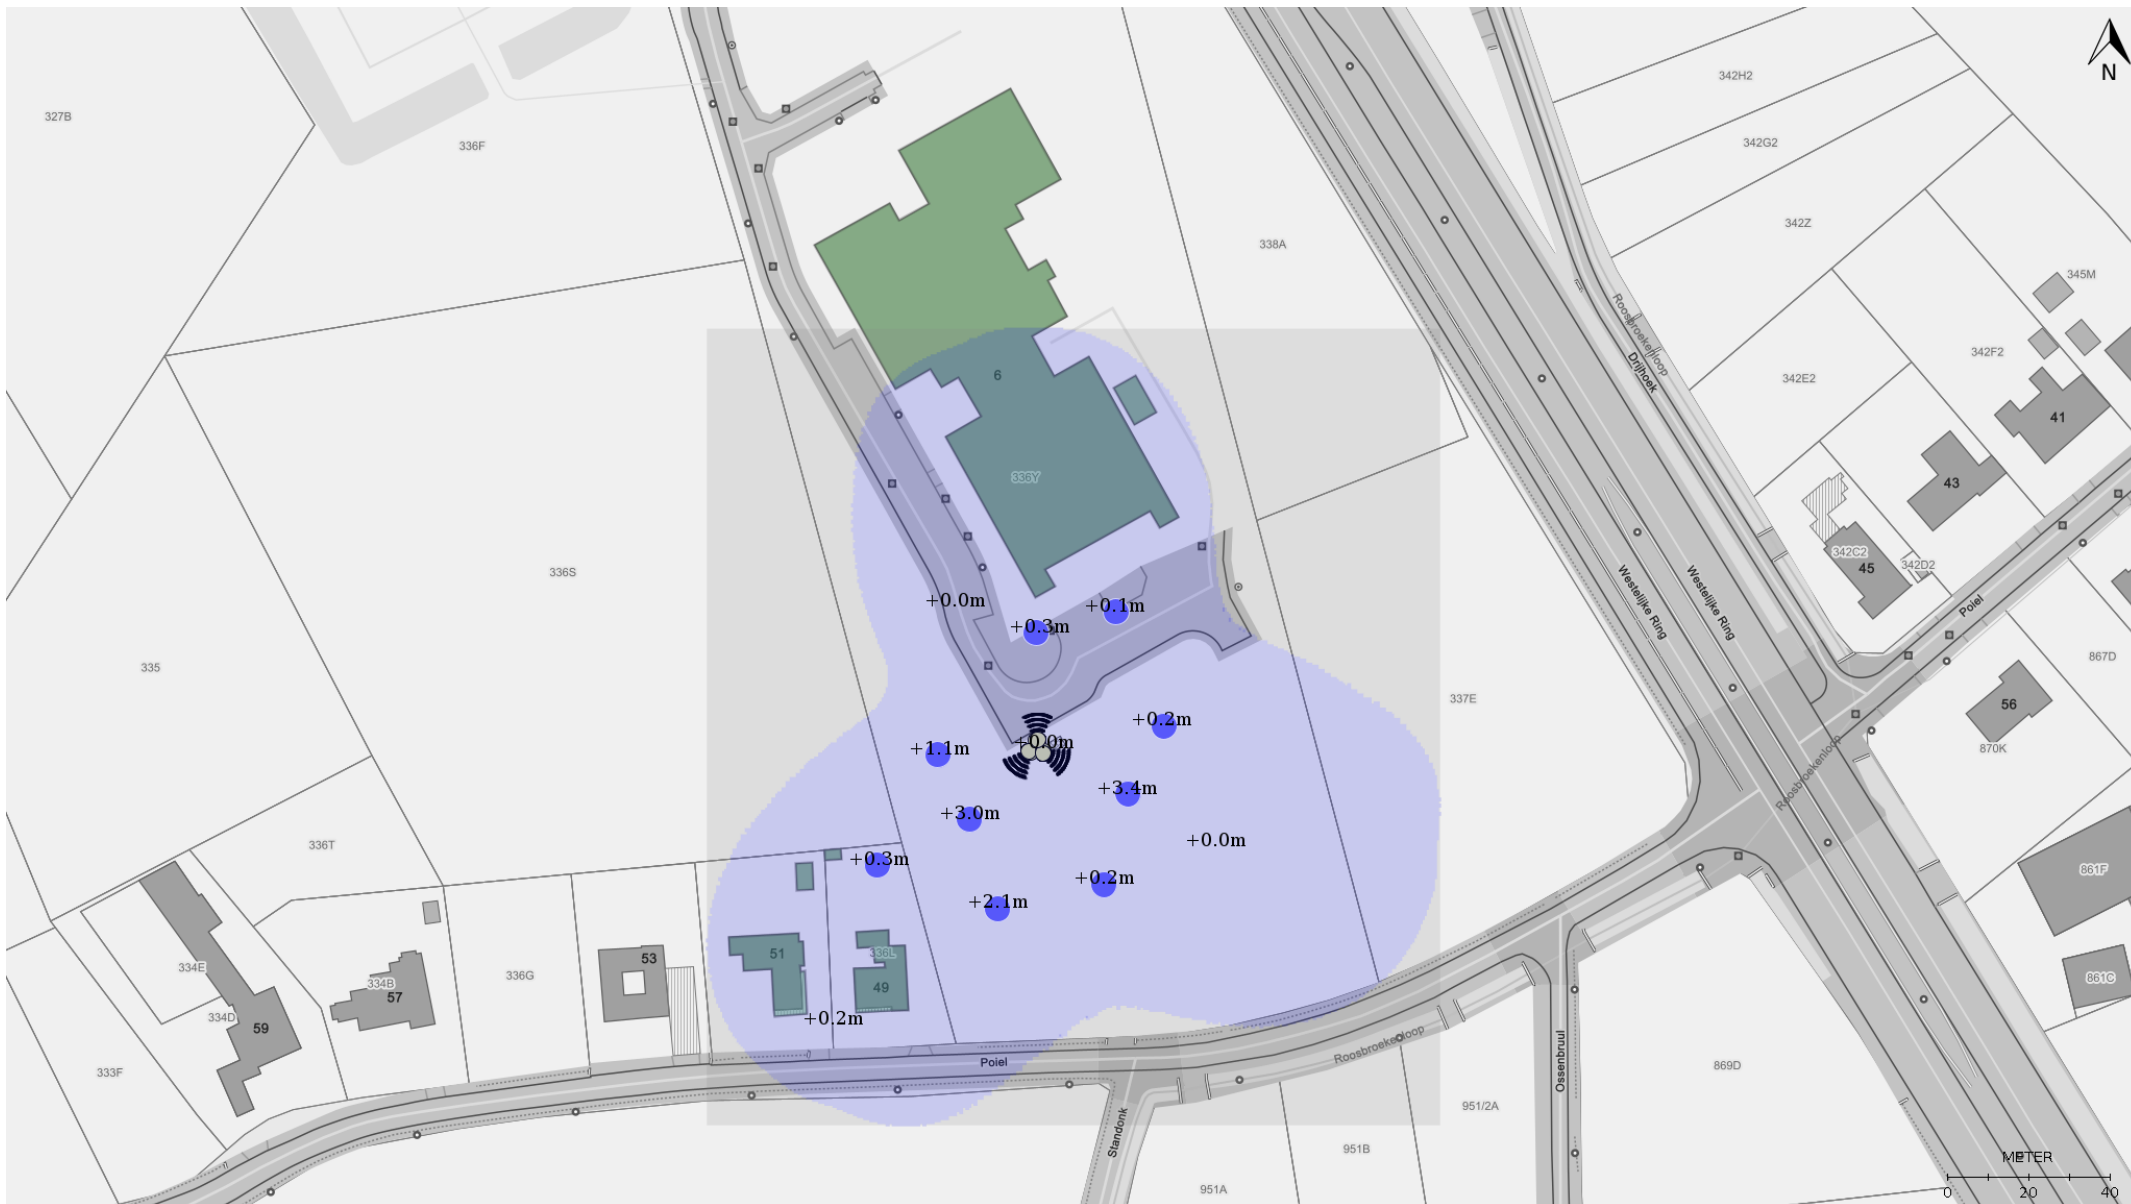 N
342H2
327B
342G2
336F
342Z
338A
345M
Roosbroekenloop
342F2
Drijhoek
342E2
6
41
336Y
43
342C2
342D2
45
336S
Westelijke Ring
Westelijke Ring
Poiel
+0.0m
+0.1m
+0.3m
335
867D
337E
56
+0.2m
+0.0m
+1.1m
870K
Roosbroekenloop
+3.4m
+3.0m
+0.0m
336T
+0.3m
861F
+0.2m
+2.1m
51
336L
53
334E
336G
334B
57
49
861C
334D
59
+0.2m
Roosbroekenloop
Poiel
Ossenbruul
333F
869D
951/2A
Standonk
951B
METER
951A
0 20 40